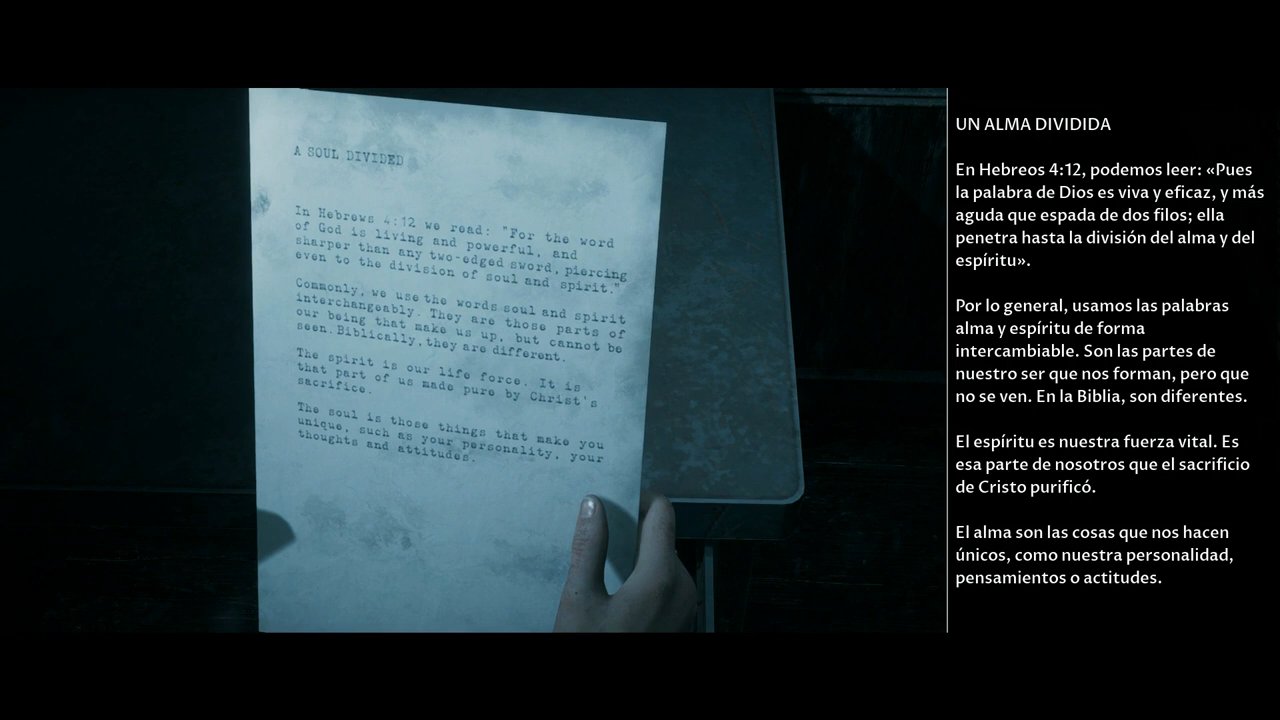 A SOUL DIVIDED
In Hebrews 4:12 we read: "For the word
of God is living and powerful, and
sharper than any two-edged sword, piercing
even to the division of soul and spirit."
Commonly, we use the words soul and spirit
interchangeably. They are those parts of
our being that make us up, but cannot be
seen. Biblically, they are different.
The spirit is our life force. It is
that part of us made pure by Christ's
sacrifice.
The soul is those things that make you
unique, such as your personality, your
thoughts and attitudes.
UN ALMA DIVIDIDA
En Hebreos 4:12, podemos leer: «Pues
la palabra de Dios es viva y eficaz, y más
aguda que espada de dos filos; ella
penetra hasta la división del alma y del
espíritu».
Por lo general, usamos las palabras
alma y espíritu de forma
intercambiable. Son las partes de
nuestro ser que nos forman, pero que
no se ven. En la Biblia, son diferentes.
El espíritu es nuestra fuerza vital. Es
esa parte de nosotros que el sacrificio
de Cristo purificó.
El alma son las cosas que nos hacen
únicos, como nuestra personalidad,
pensamientos o actitudes.